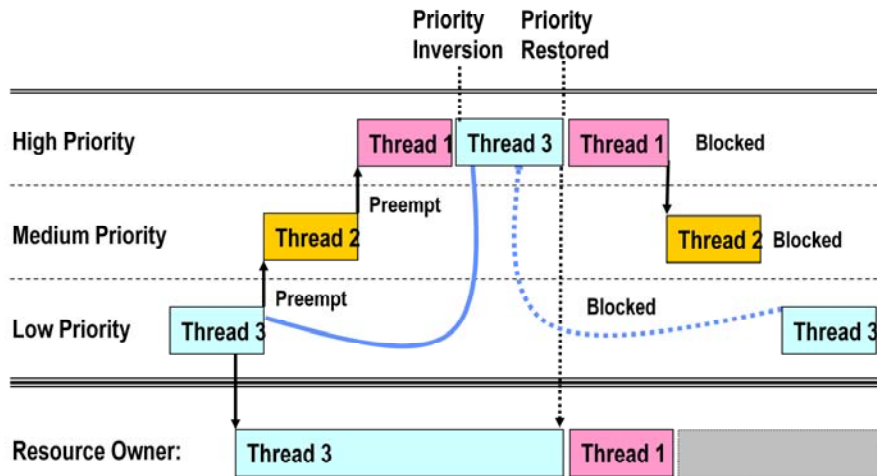 Priority Priority
Inversion Restored
High Priority Thread 1 Thread 3 Thread 1 Blocked
Preempt
Medium Priority Thread 2 Thread 2 Blocked
Preempt Blocked
Low Priority Thread 3 Thread 3
Resource Owner: Thread 3 Thread 1